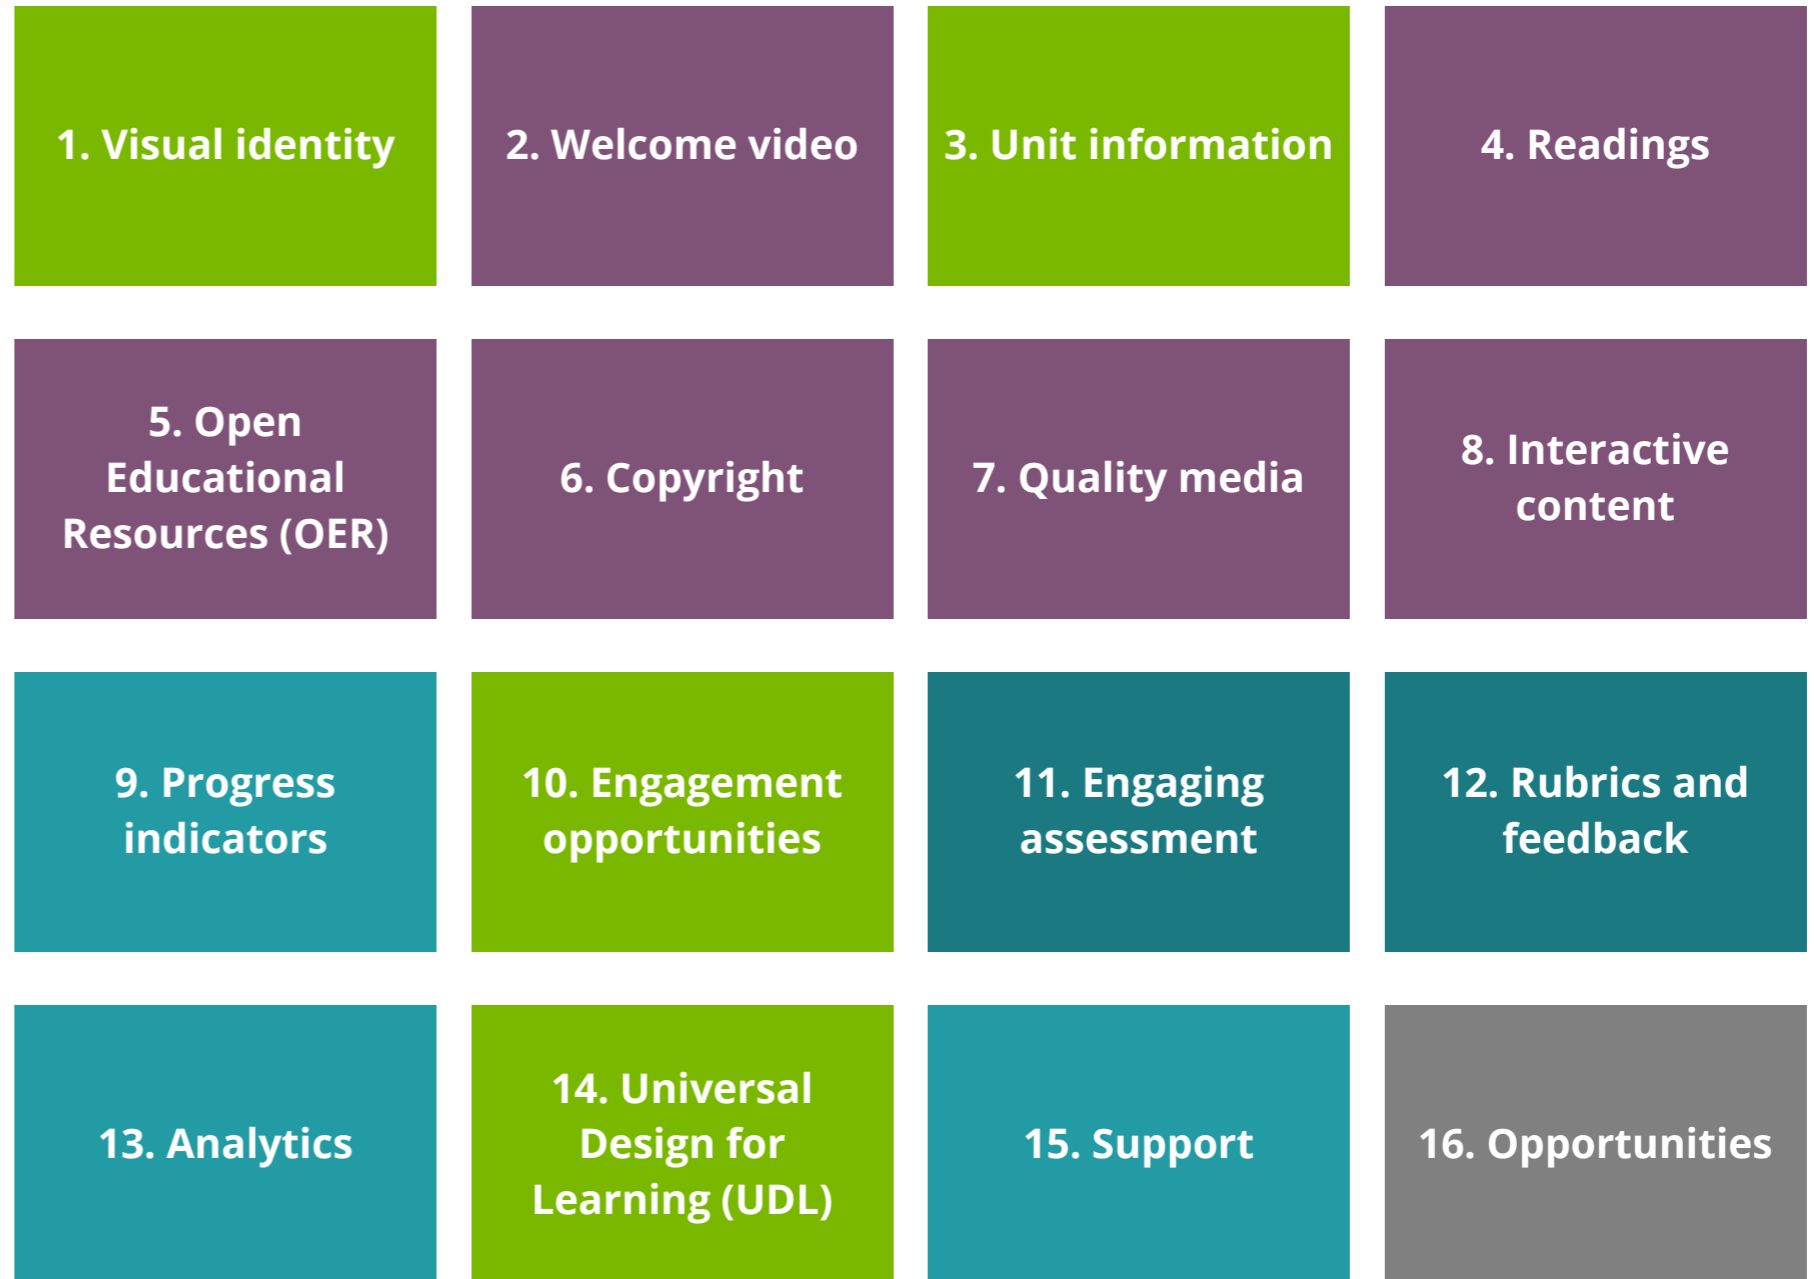 1. Visual identity
2. Welcome video
3. Unit information
4. Readings
5. Open
Educational
Resources (OER)
6. Copyright
7. Quality media
8. Interactive
content
9. Progress
indicators
10. Engagement
opportunities
11. Engaging
assessment
12. Rubrics and
feedback
13. Analytics
14. Universal
Design for
Learning (UDL)
15. Support
16. Opportunities